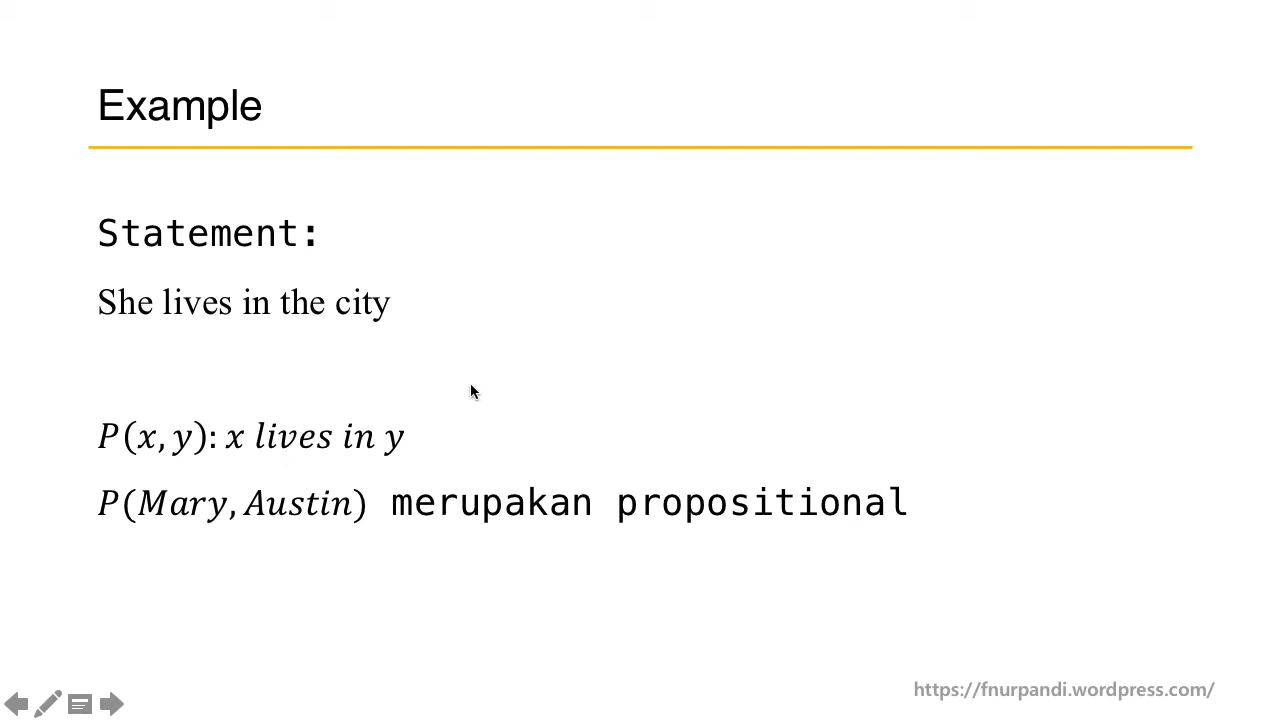 Example
Statement:
She lives in the city
P(x, y): x lives in y
P(Mary, Austin) merupakan propositional
https://fnurpandi.wordpress.com/